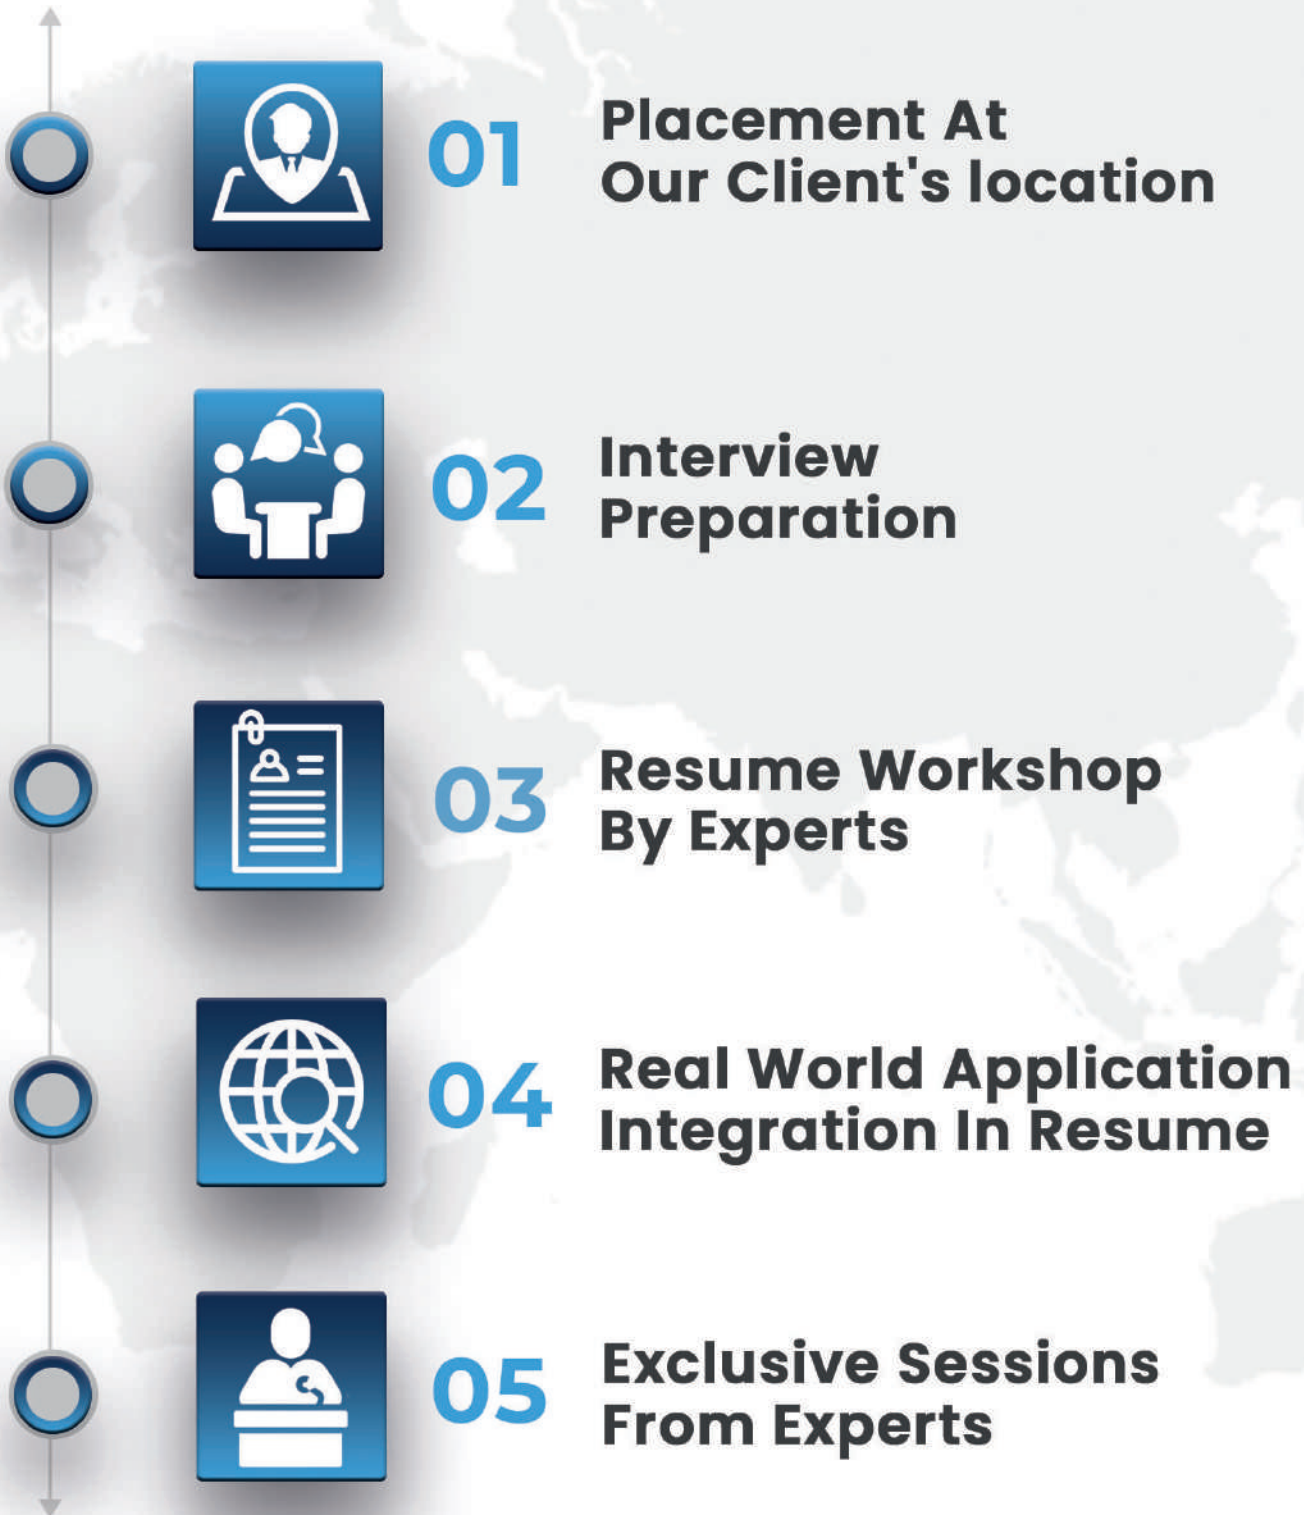 01
Placement At
Our Client's location
02
Interview
Preparation
03
Resume Workshop
By Experts
04
Real World Application
Integration In Resume
05
Exclusive Sessions
From Experts